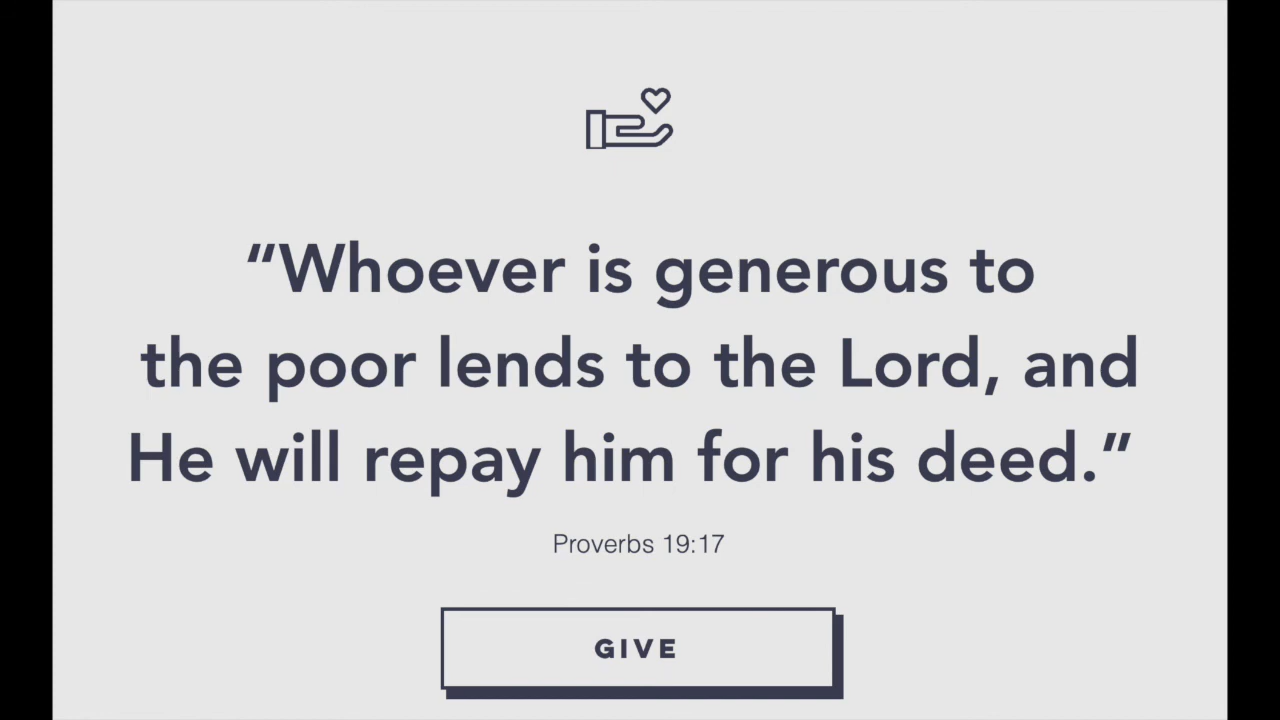 “Whoever is generous to
the poor lends to the Lord, and
He will repay him for his deed.”
Proverbs 19:17
GIVE